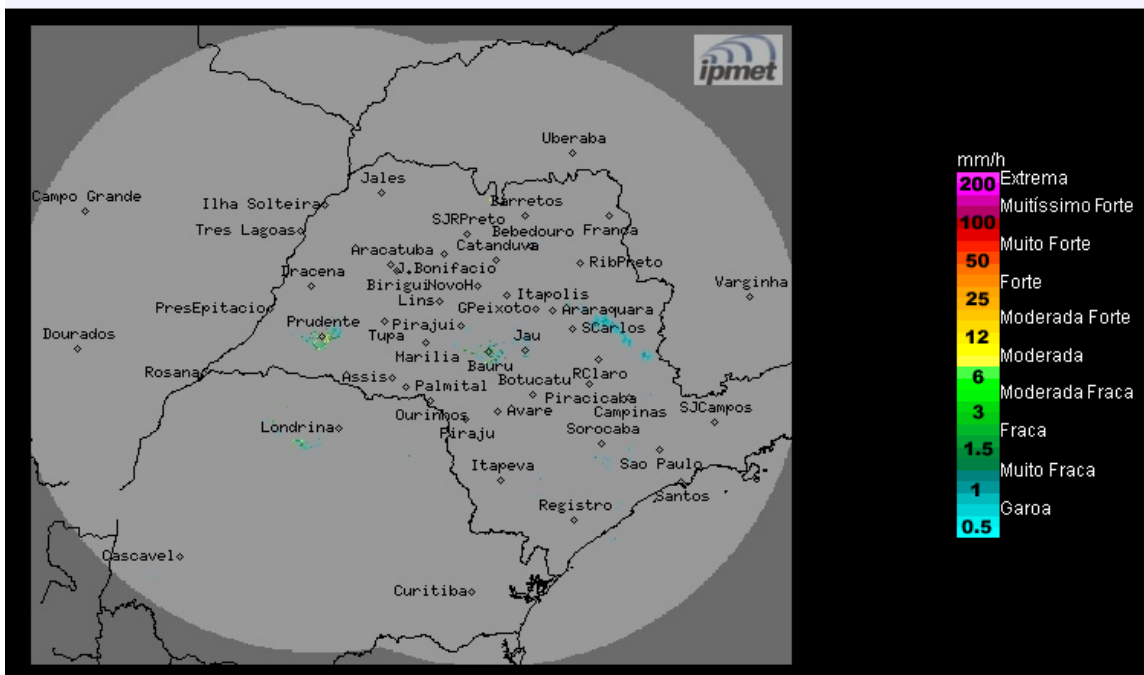 ipmet
Uberaba
Jales
Campo Grande
Ilha Solteira
Barretos
SJRPreto
Tres Lagoas
Bebedouro
Franca
Aracatuba
Catanduva
Dracena
J.Bonifacio
RibPreto
Varginha
Birigui
NovoH
Itapolis
Lins
PresEpitacio
GPeixoto
Araraquara
Prudente
Pirajui
SCarlos
Dourados
Tupa
Jau
Marilia
Bauru
Rosana
Assis
Botucatu
RClaro
Palmital
Piracicaba
Ourinhos
Avare
Campinas
SJCampos
Londrina
Piraju
Sorocaba
Itapeva
Sao Paulo
Santos
Registro
Cascavel
Curitiba
mm/h
200 Extrema
Muitíssimo Forte
100
Muito Forte
50
Forte
25
Moderada Forte
12
Moderada
6
Moderada Fraca
3
Fraca
1.5
Muito Fraca
1
Garoa
0.5